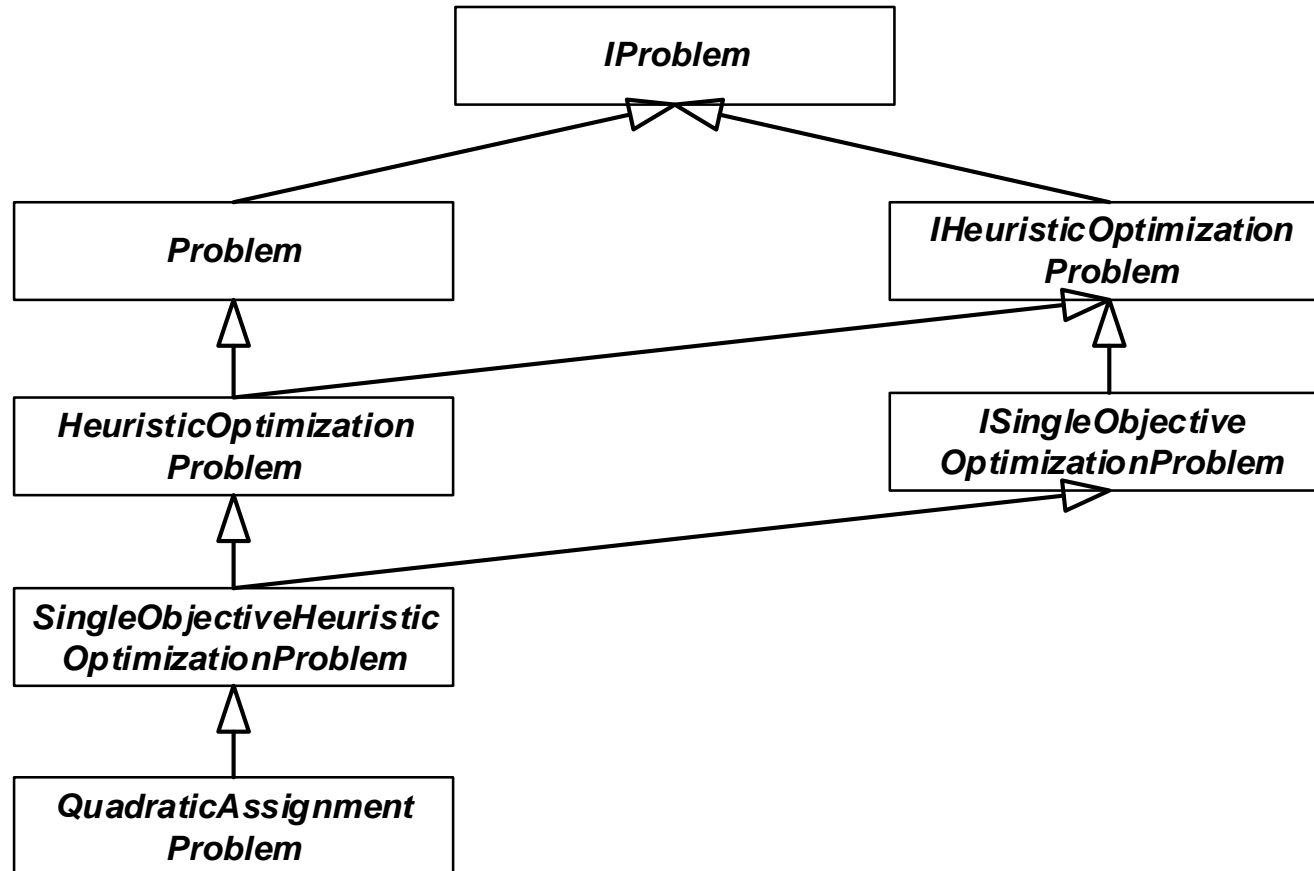 IProblem
Problem
IHeuristicOptimization
Problem
HeuristicOptimization
Problem
ISingleObjective
OptimizationProblem
SingleObjectiveHeuristic
OptimizationProblem
QuadraticAssignment
Problem